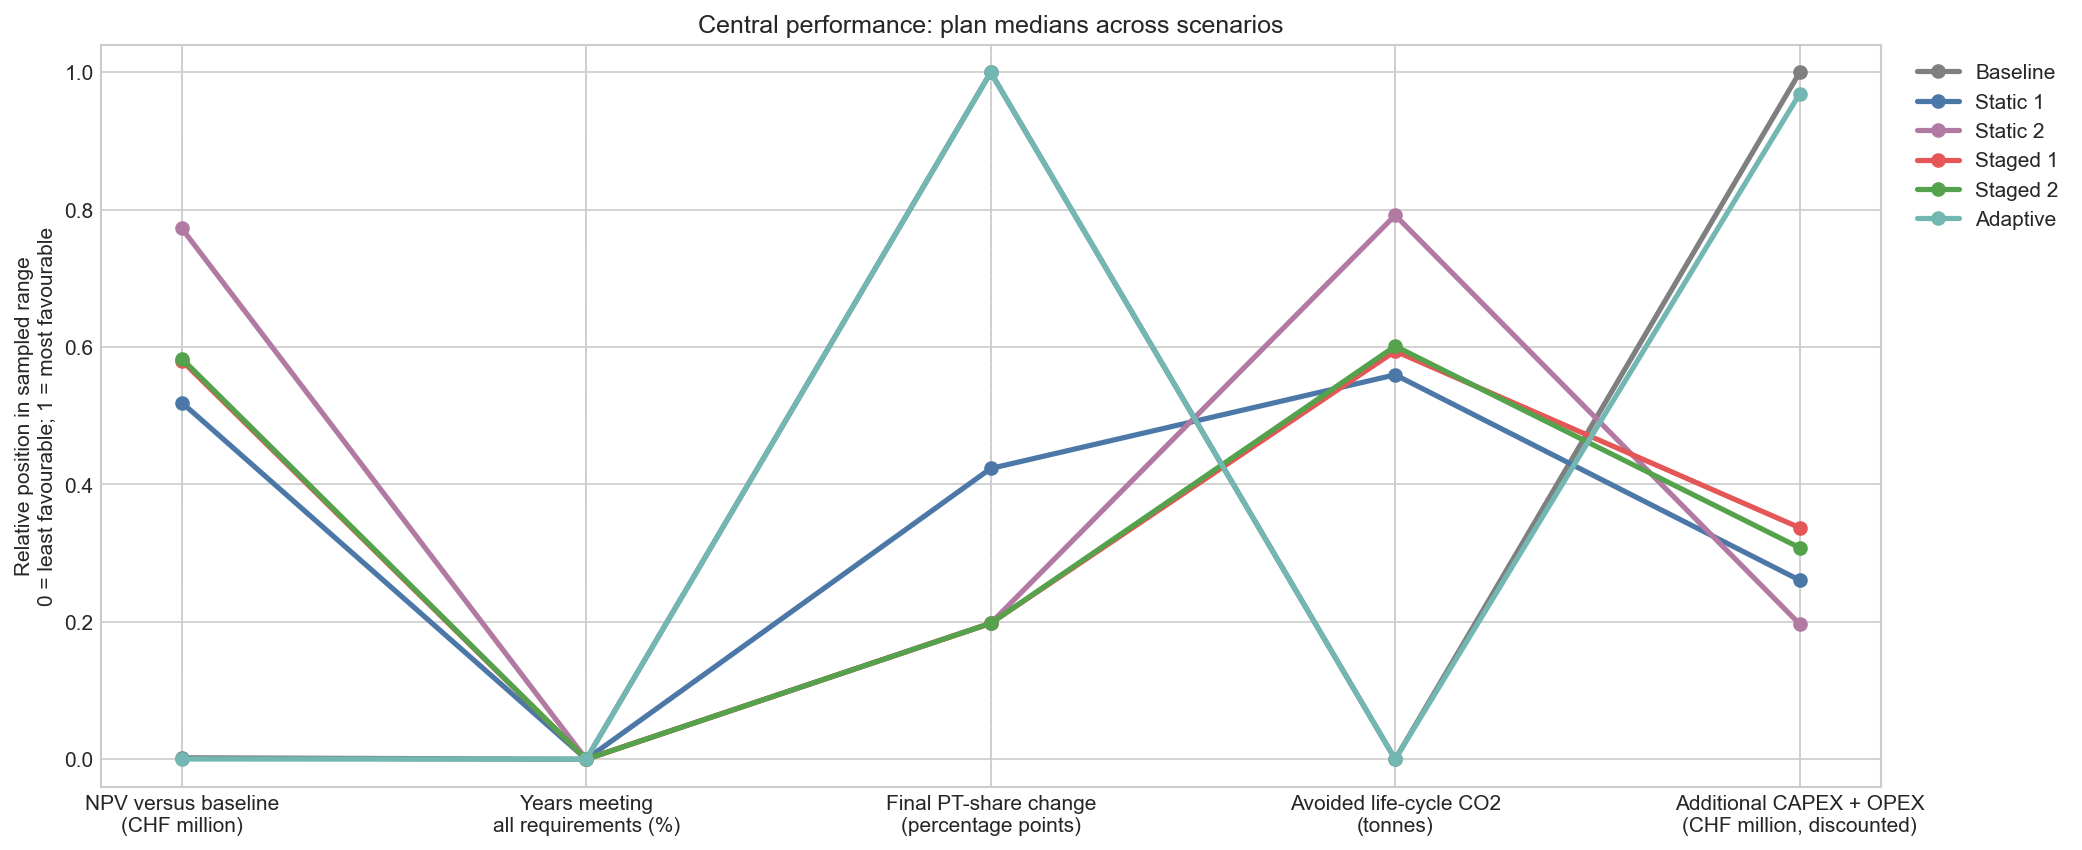 Central performance: plan medians across scenarios
Relative position in sampled range
0 = least favourable; 1 = most favourable
1.0
0.8
0.6
0.4
0.2
0.0
NPV versus baseline
(CHF million)
Years meeting
all requirements (%)
Final PT-share change
(percentage points)
Avoided life-cycle CO2
(tonnes)
Additional CAPEX + OPEX
(CHF million, discounted)
Baseline
Static 1
Static 2
Staged 1
Staged 2
Adaptive